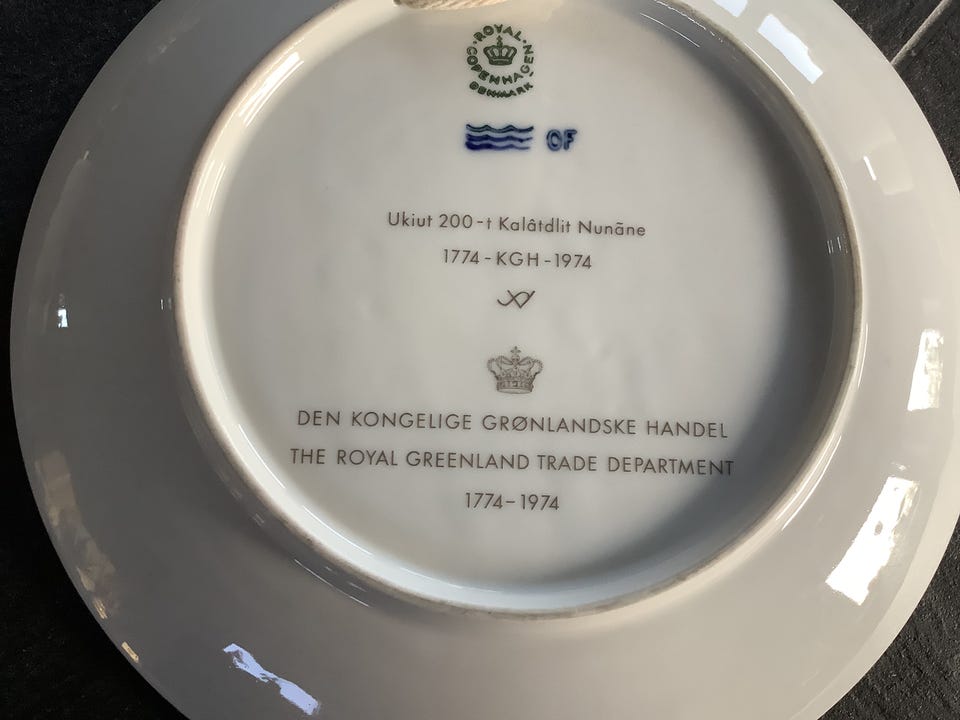 ROYAL
COPENHAGEN
DENMARK
OF
Ukiut 200-t Kalâtdlit Nunãne
1774-KGH-1974
DEN KONGELIGE GRØNLANDSKE HANDEL
THE ROYAL GREENLAND TRADE DEPARTMENT
1774-1974